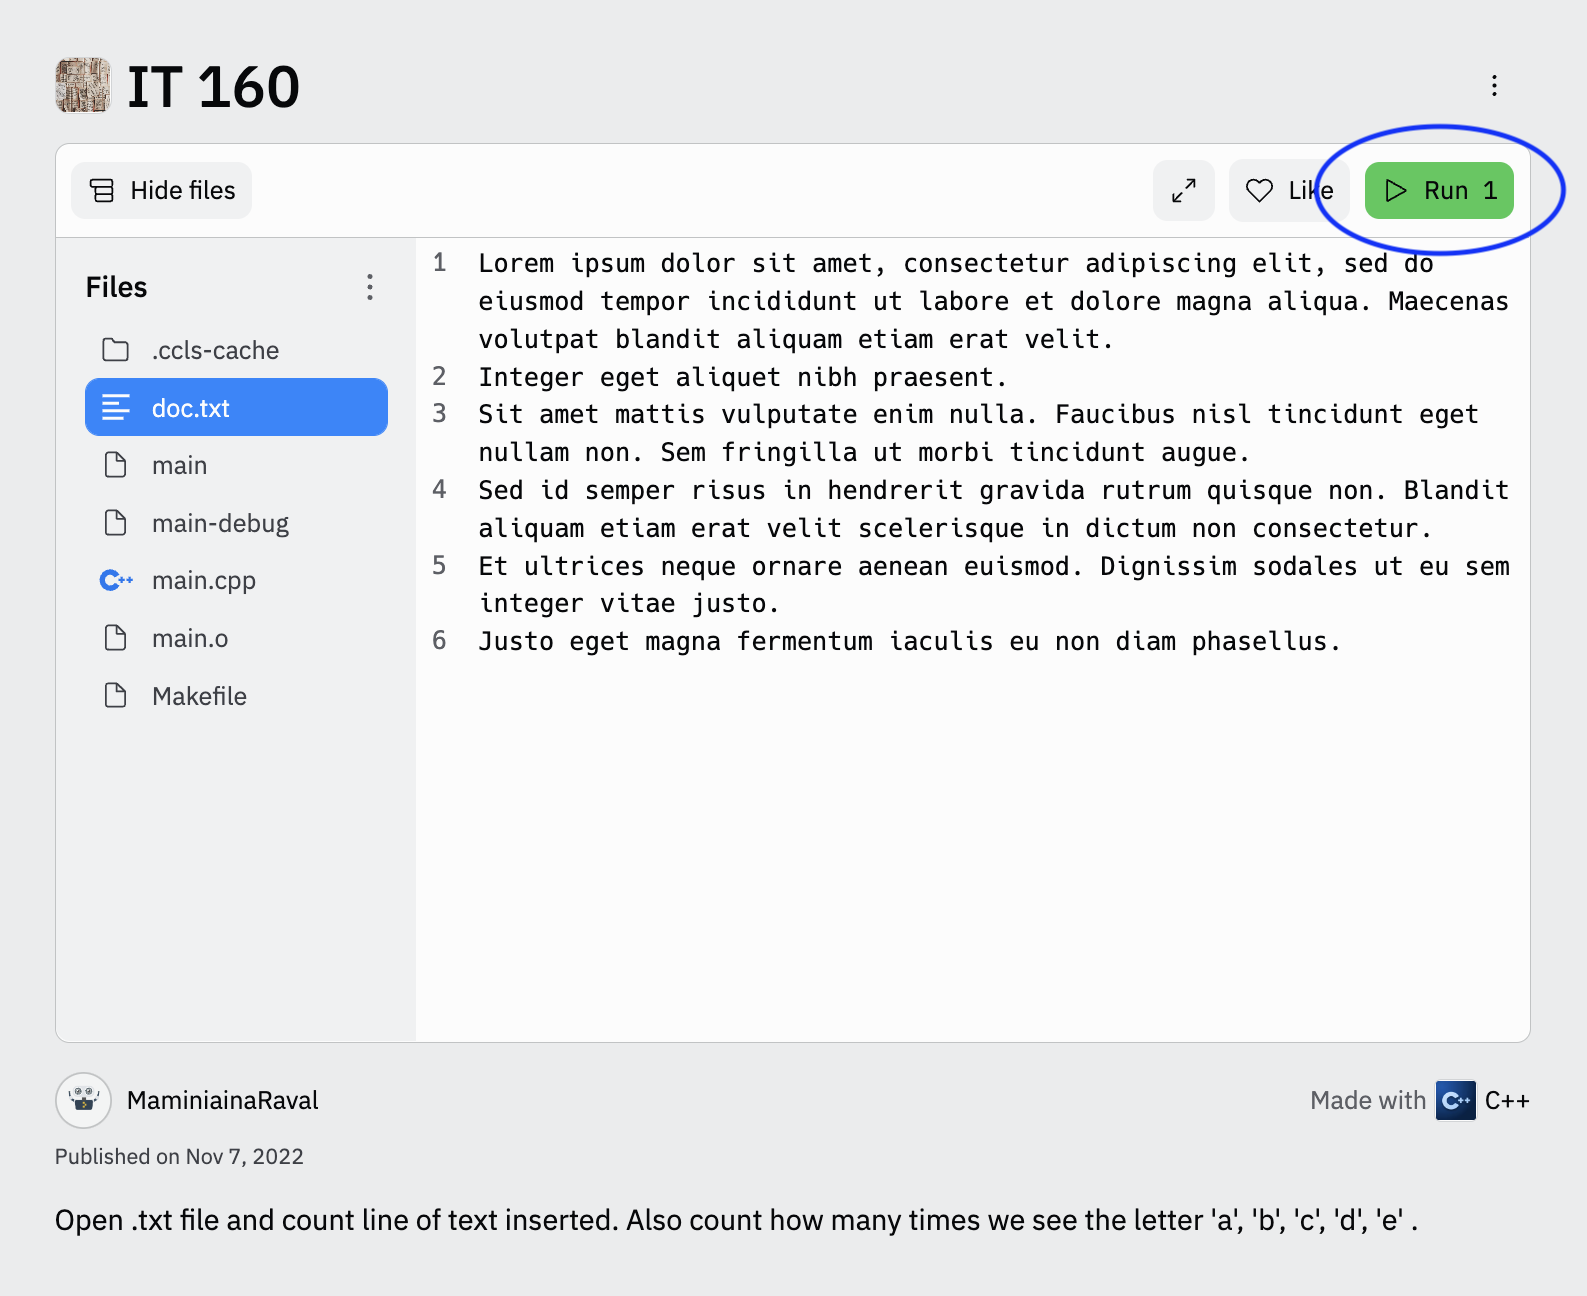 IT 160
Hide files
Like
Run 1
Files
.ccls-cache
doc.txt
main
main-debug
C++ main.cpp
main.o
Makefile
1 Lorem ipsum dolor sit amet, consectetur adipiscing elit, sed do
eiusmod tempor incididunt ut labore et dolore magna aliqua. Maecenas
volutpat blandit aliquam etiam erat velit.
2 Integer eget aliquet nibh praesent.
3 Sit amet mattis vulputate enim nulla. Faucibus nisl tincidunt eget
nullam non. Sem fringilla ut morbi tincidunt augue.
4 Sed id semper risus in hendrerit gravida rutrum quisque non. Blandit
aliquam etiam erat velit scelerisque in dictum non consectetur.
5 Et ultrices neque ornare aenean euismod. Dignissim sodales ut eu sem
integer vitae justo.
6 Justo eget magna fermentum iaculis eu non diam phasellus.
MaminiainaRaval
Made with C++ C++
Published on Nov 7, 2022
Open .txt file and count line of text inserted. Also count how many times we see the letter 'a', 'b', 'c', 'd', 'e' .